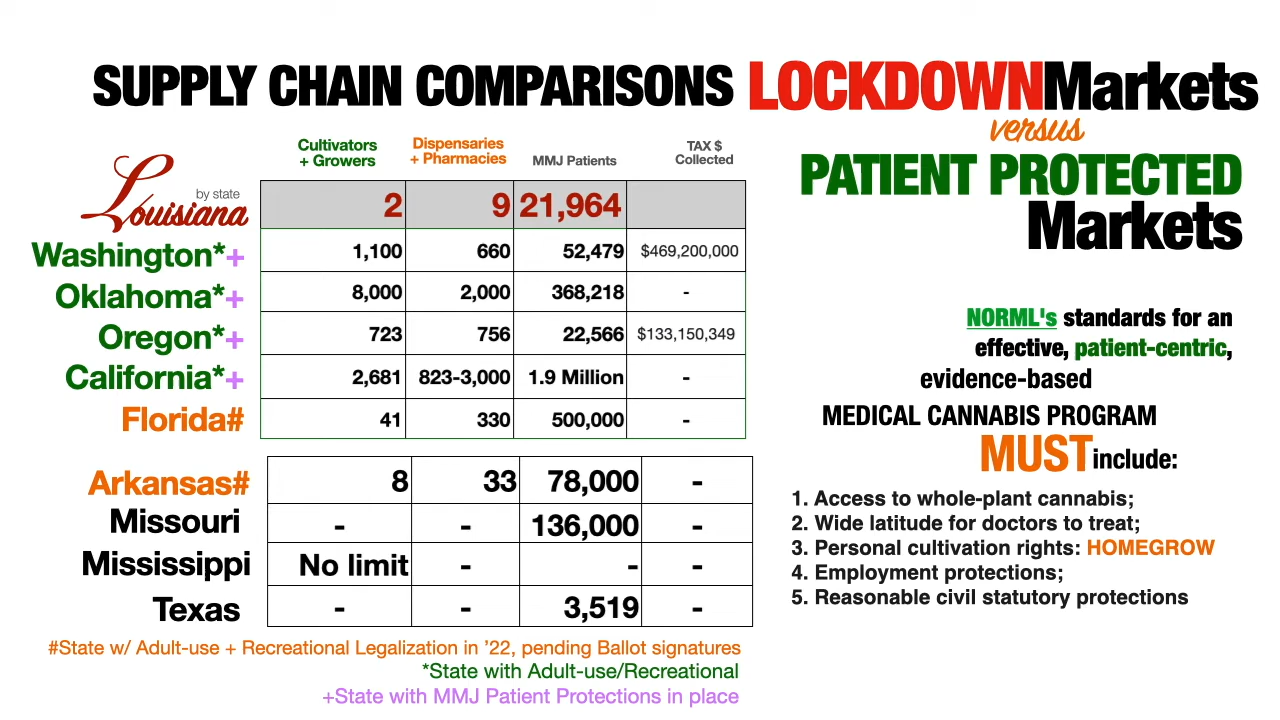 SUPPLY CHAIN COMPARISONS LOCKDOWNMarkets
versus
PATIENT PROTECTED
Markets
Cultivators + Growers Dispensaries + Pharmacies MMJ Patients TAX $ Collected
Louisiana by state 2 9 21,964
Washington*+ 1,100 660 52,479 $469,200,000
Oklahoma*+ 8,000 2,000 368,218 -
Oregon*+ 723 756 22,566 $133,150,349
California*+ 2,681 823-3,000 1.9 Million -
Florida# 41 330 500,000 -
Arkansas# 8 33 78,000 -
Missouri - - 136,000 -
Mississippi No limit - - -
Texas - - 3,519 -
#State w/ Adult-use + Recreational Legalization in ’22, pending Ballot signatures
*State with Adult-use/Recreational
+State with MMJ Patient Protections in place
NORML's standards for an
effective, patient-centric,
evidence-based
MEDICAL CANNABIS PROGRAM
MUST include:
1. Access to whole-plant cannabis;
2. Wide latitude for doctors to treat;
3. Personal cultivation rights: HOMEGROW
4. Employment protections;
5. Reasonable civil statutory protections